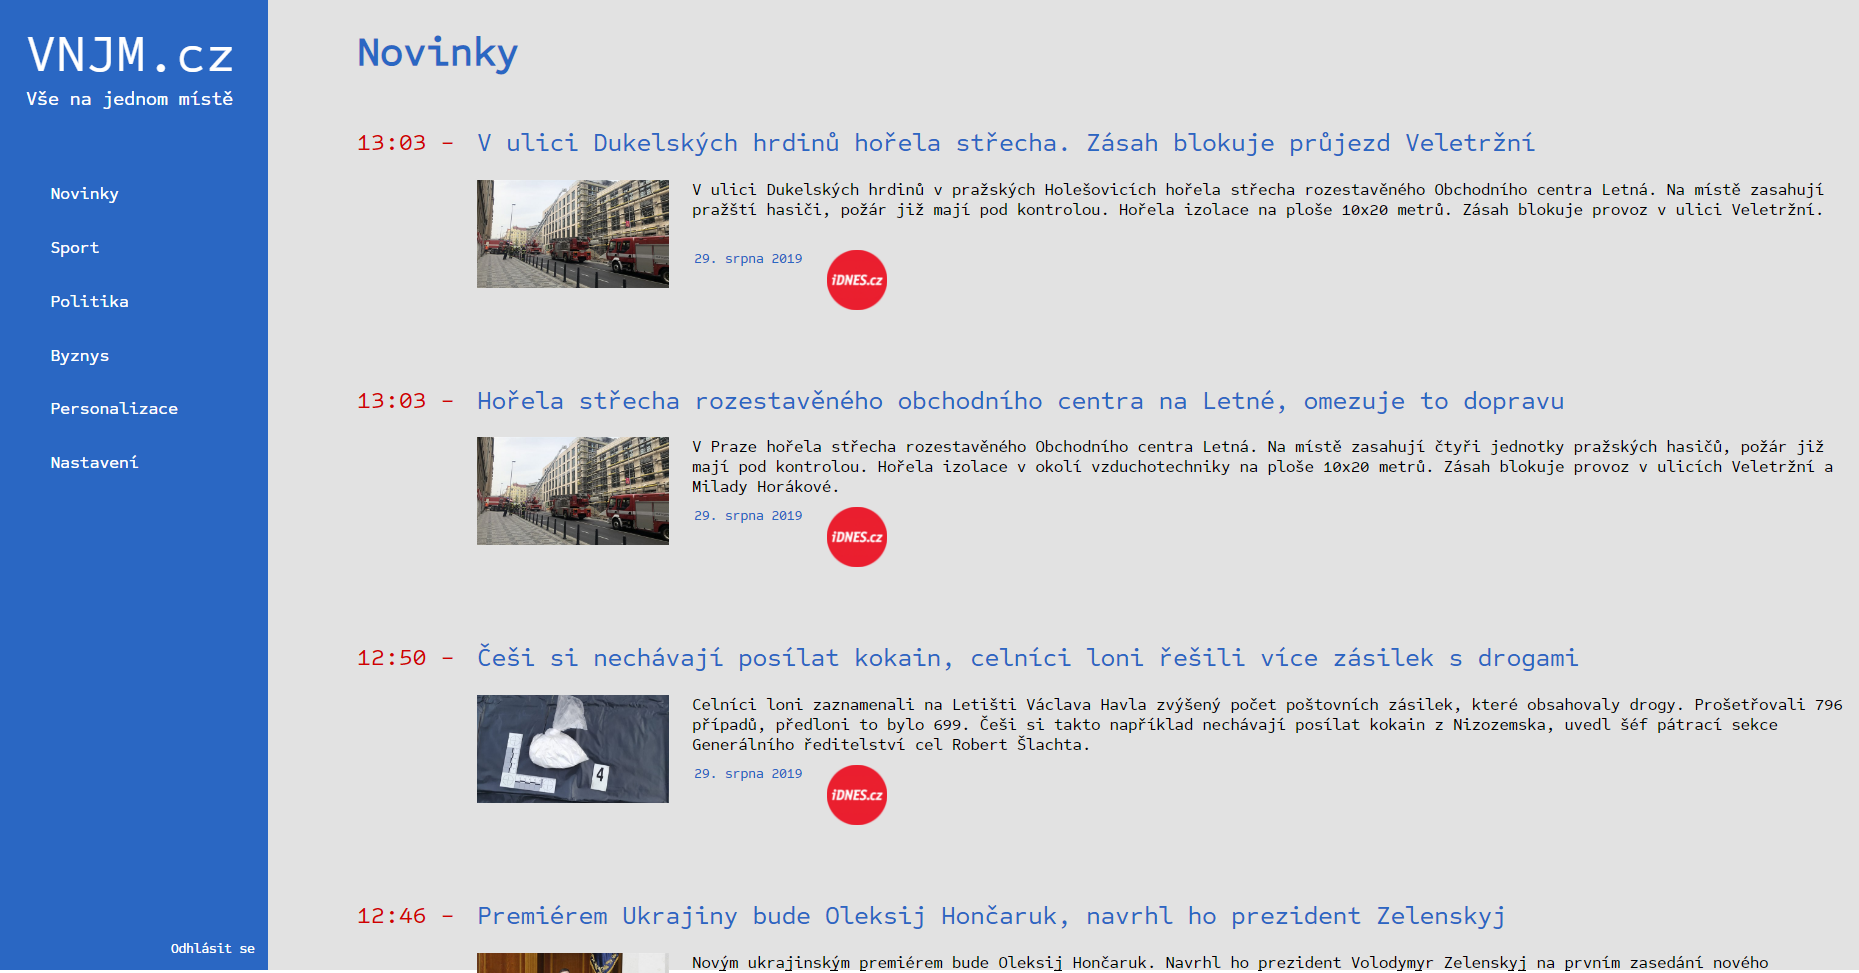 VNJM.cz
Vše na jednom místě
Novinky
Sport
Politika
Byznys
Personalizace
Nastavení
Odhlásit se
Novinky
13:03 – V ulici Dukelských hrdinů hořela střecha. Zásah blokuje průjezd Veletržní
V ulici Dukelských hrdinů v pražských Holešovicích hořela střecha rozestavěného Obchodního centra Letná. Na místě zasahují
pražští hasiči, požár již mají pod kontrolou. Hořela izolace na ploše 10x20 metrů. Zásah blokuje provoz v ulici Veletržní.
29. srpna 2019
iDNES.cz
13:03 – Hořela střecha rozestavěného obchodního centra na Letné, omezuje to dopravu
V Praze hořela střecha rozestavěného Obchodního centra Letná. Na místě zasahují čtyři jednotky pražských hasičů, požár již
mají pod kontrolou. Hořela izolace v okolí vzduchotechniky na ploše 10x20 metrů. Zásah blokuje provoz v ulicích Veletržní a
Milady Horákové.
29. srpna 2019
iDNES.cz
12:50 – Češi si nechávají posílat kokain, celníci loni řešili více zásilek s drogami
Celníci loni zaznamenali na Letišti Václava Havla zvýšený počet poštovních zásilek, které obsahovaly drogy. Prošetřovali 796
případů, předloni to bylo 699. Češi si takto například nechávají posílat kokain z Nizozemska, uvedl šéf pátrací sekce
Generálního ředitelství cel Robert Šlachta.
4
29. srpna 2019
iDNES.cz
12:46 – Premiérem Ukrajiny bude Oleksij Hončaruk, navrhl ho prezident Zelenskyj
Novým ukrajinským premiérem bude Oleksij Hončaruk. Navrhl ho prezident Volodymyr Zelenskyj na prvním zasedání nového